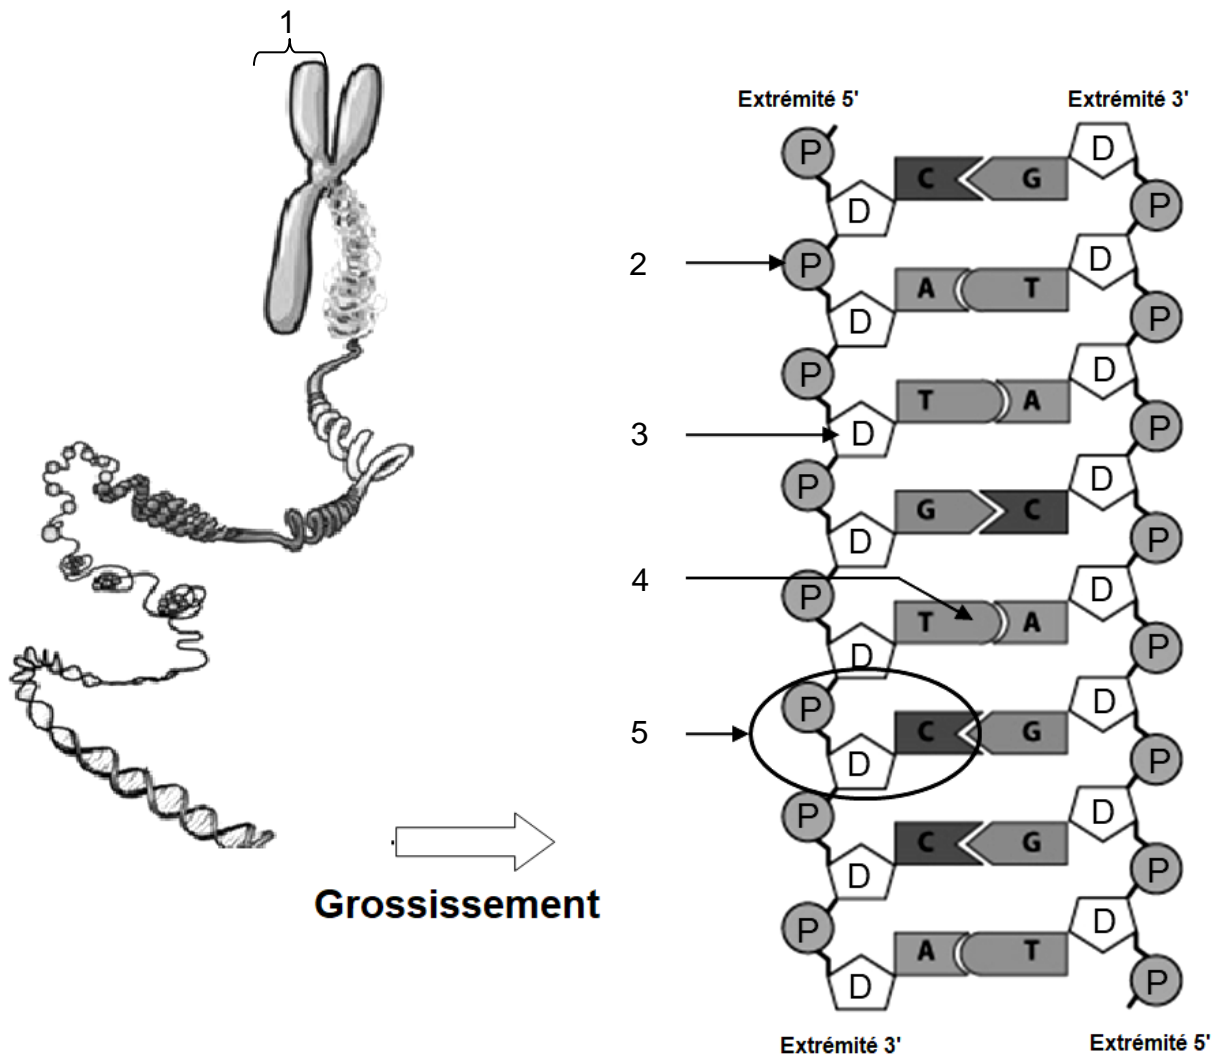 1
Extrémité 5' Extrémité 3'
P D C G D P
2 P D A T D P
P D T A D P
3
P D G C D P
4 P D T A D P
5 P D C G D P
P D C G D P
P D A T D P
Grossissement
Extrémité 3' Extrémité 5'